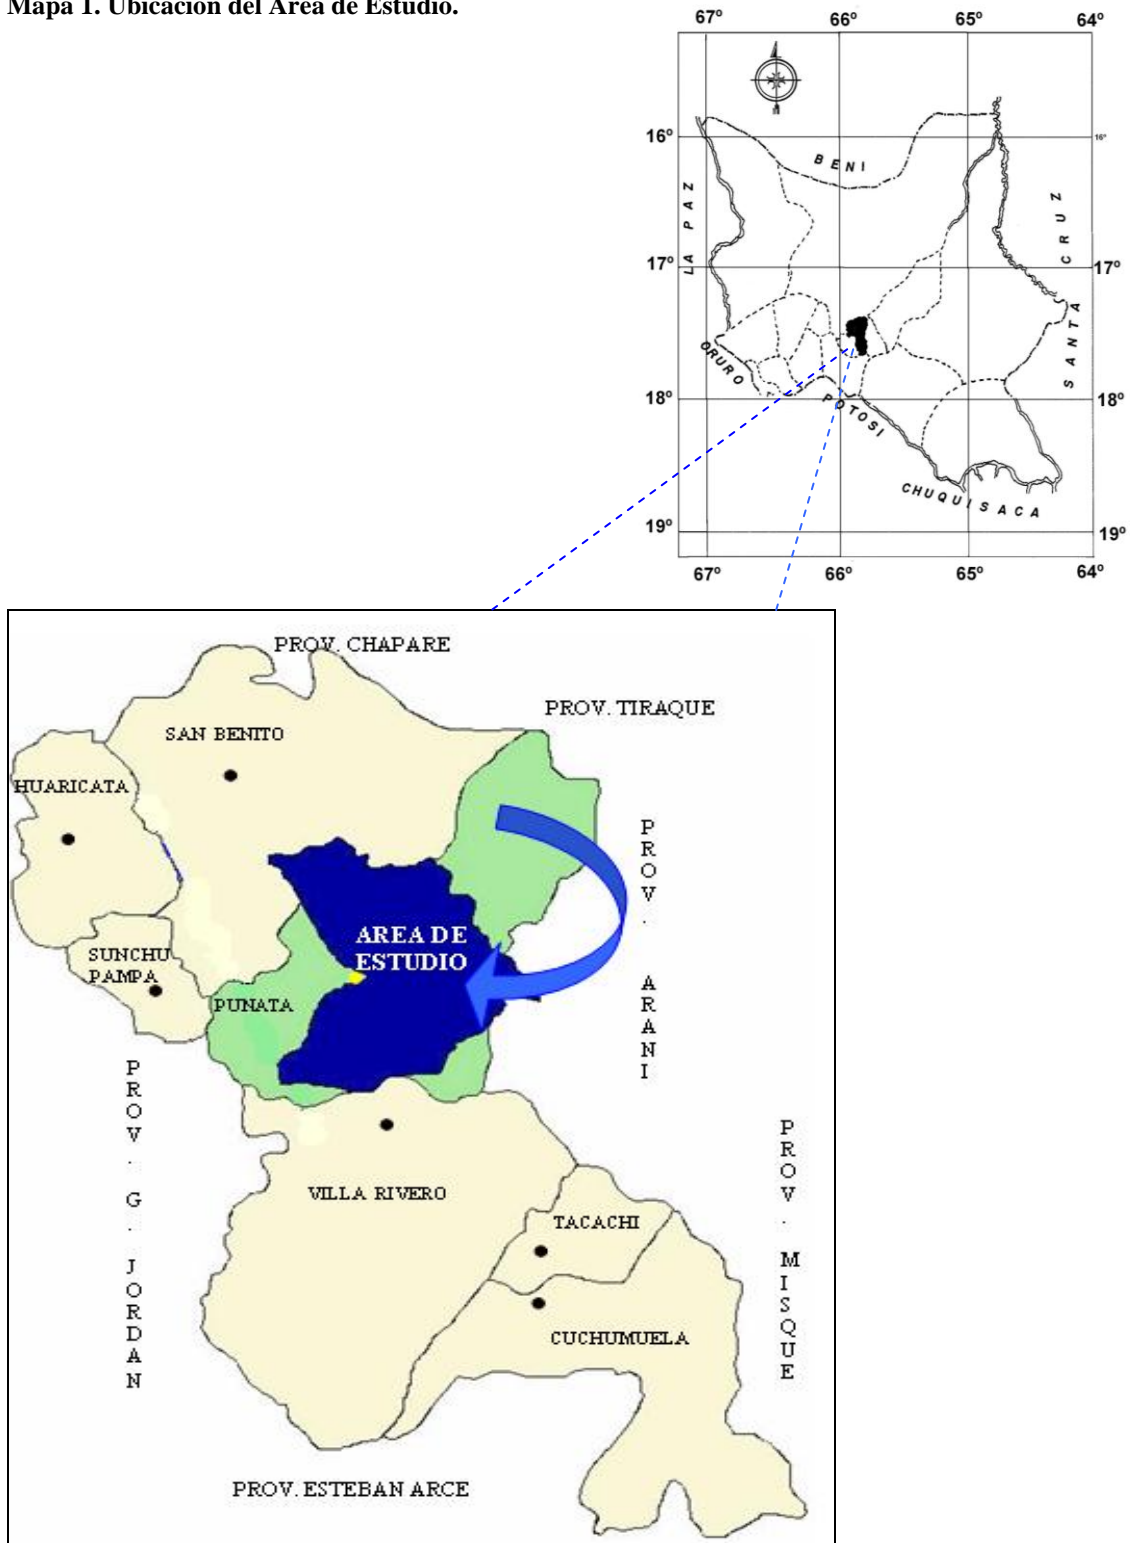 Mapa 1. Ubicación del Área de Estudio.
67º 66º 65º 64º
16º 16º
BENI
LA PAZ
SANTA CRUZ
17º 17º
ORURO
POTOSI
18º 18º
CHUQUISACA
19º 19º
67º 66º 65º 64º
PROV. CHAPARE
PROV. TIRAQUE
SAN BENITO
HUARICATA
PROV. ARANI
AREA DE
ESTUDIO
SUNCHU
PAMPA
PUNATA
PROV. G. JORDAN
PROV. MISQUE
VILLA RIVERO
TACACHI
CUCHUMUELA
PROV. ESTEBAN ARCE